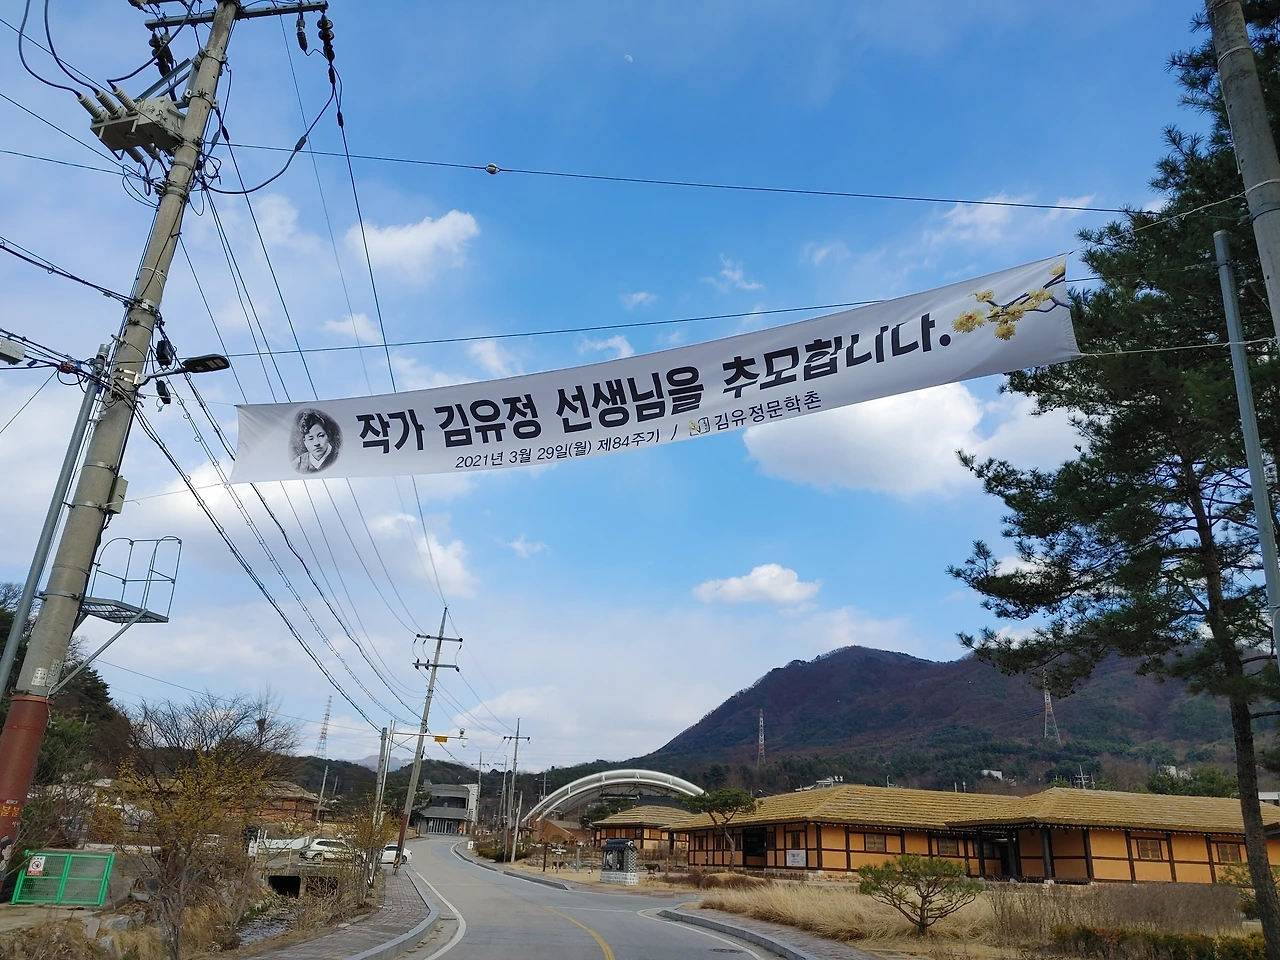 작가 김유정 선생님을 추모합니다.
2021년 3월 29일(월) 제84주기 / 김유정문학촌